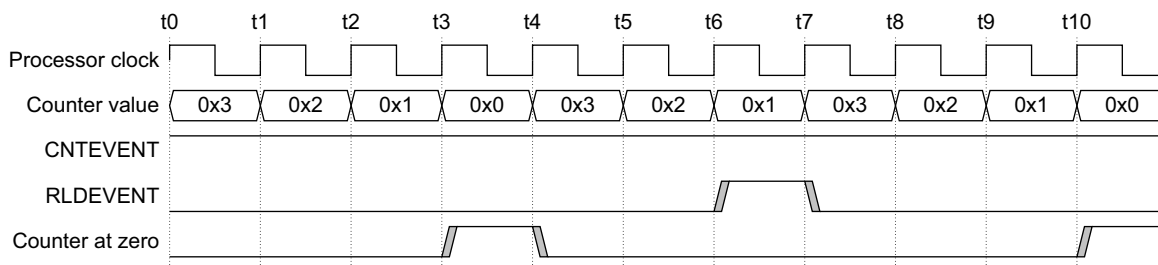 t0 t1 t2 t3 t4 t5 t6 t7 t8 t9 t10
Processor clock
Counter value 0x3 0x2 0x1 0x0 0x3 0x2 0x1 0x3 0x2 0x1 0x0
CNTEVENT
RLDEVENT
Counter at zero